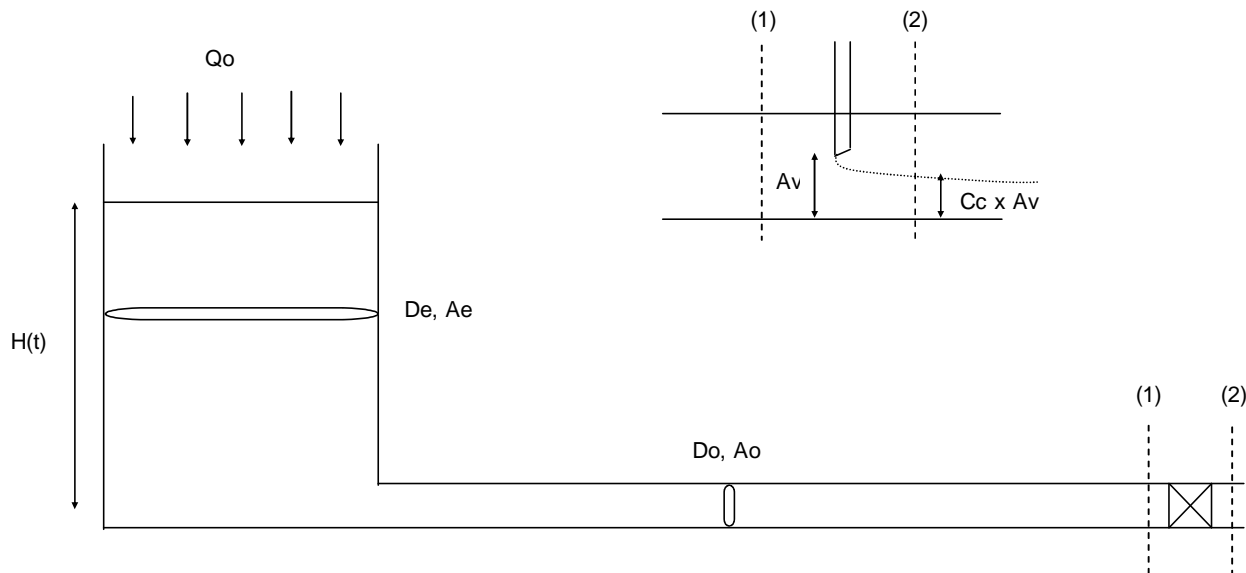 (1)
(2)
Qo
Av
Cc x Av
De, Ae
H(t)
(1)
(2)
Do, Ao